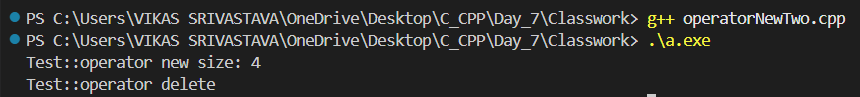 PS C:\Users\VIKAS SRIVASTAVA\OneDrive\Desktop\C_CPP\Day_7\Classwork> g++ operatorNewTwo.cpp
PS C:\Users\VIKAS SRIVASTAVA\OneDrive\Desktop\C_CPP\Day_7\Classwork> .\a.exe
Test::operator new size: 4
Test::operator delete